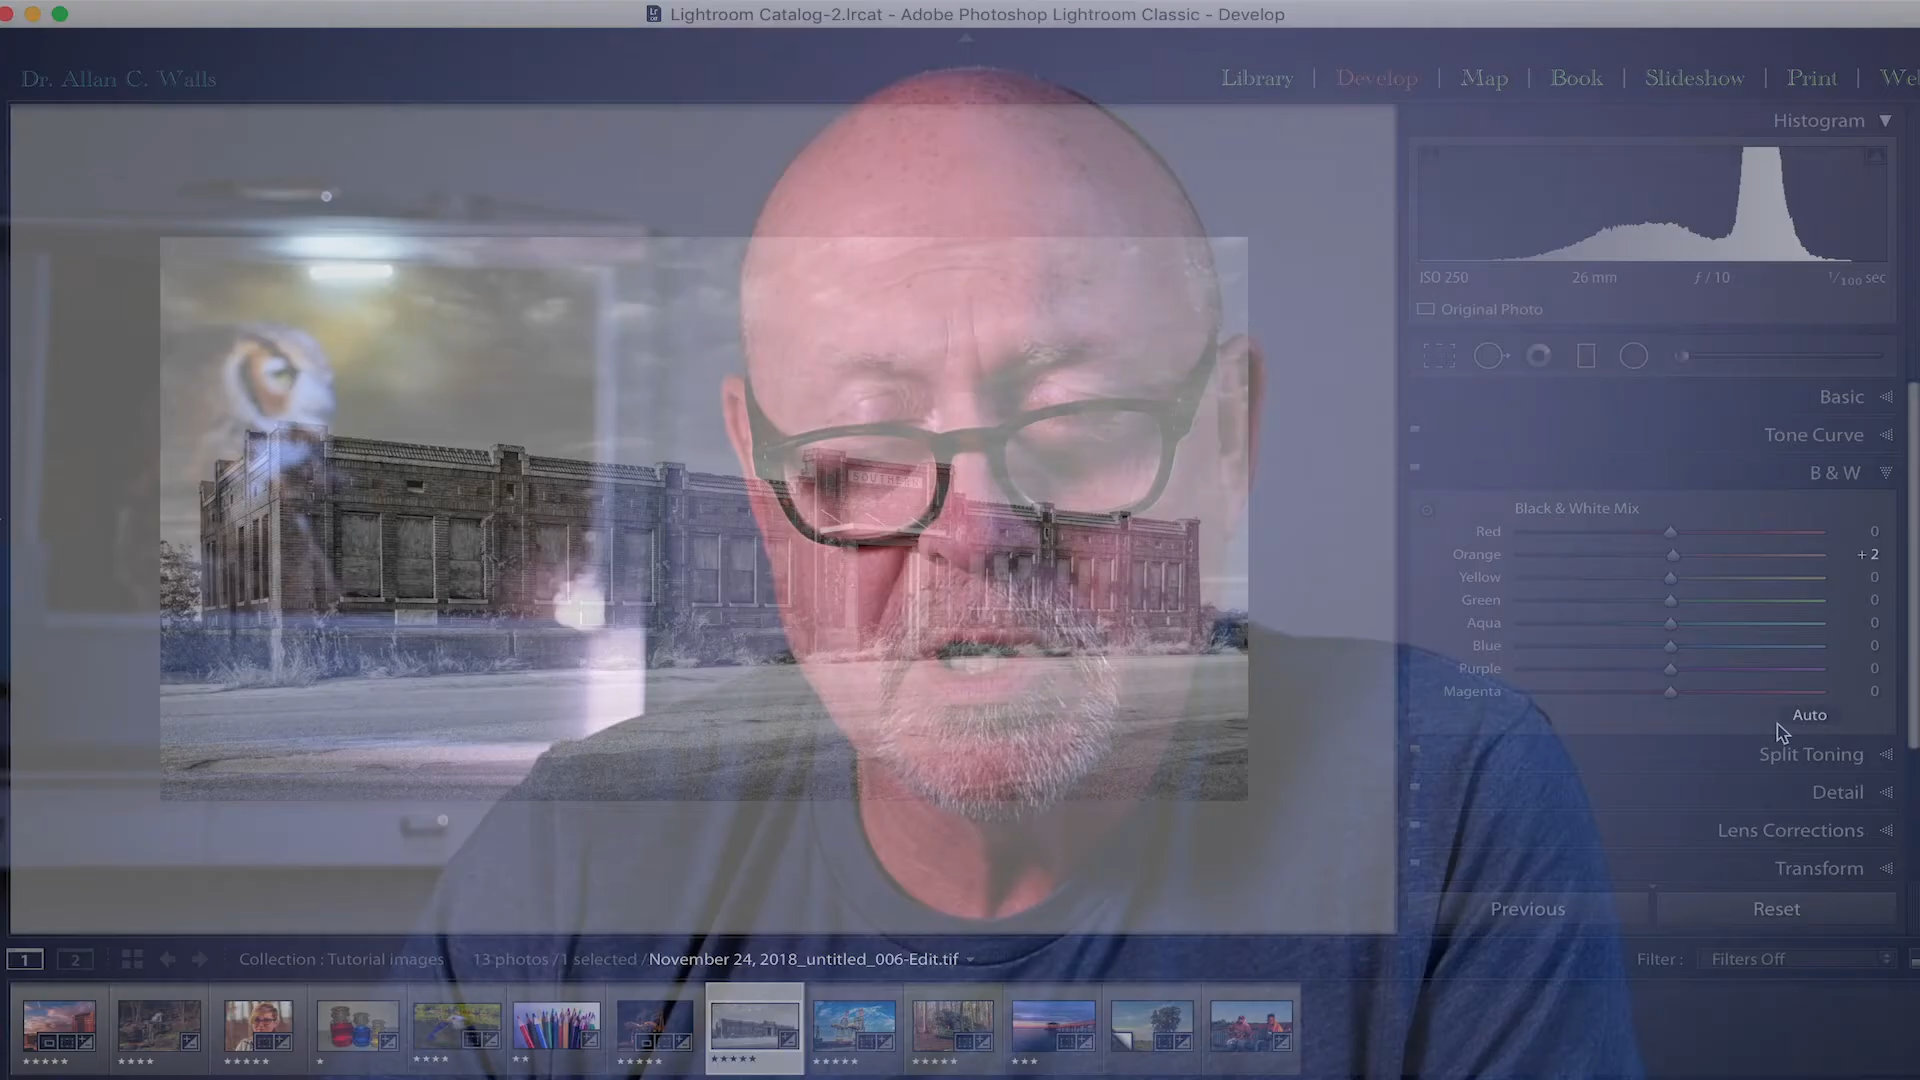 Lightroom Catalog-2.lrcat - Adobe Photoshop Lightroom Classic - Develop
Dr. Allan C. Walls
Library | Develop | Map | Book | Slideshow | Print |
Histogram
ISO 250 26 mm ƒ / 10 1/100 sec
Original Photo
Basic
Tone Curve
B & W
Black & White Mix
Red 0
Orange + 2
Yellow 0
Green 0
Aqua 0
Blue 0
Purple 0
Magenta 0
Auto
Split Toning
Detail
Lens Corrections
Transform
Previous Reset
SOUTHERN
1 2 Collection : Tutorial images 13 photos / 1 selected / November 24, 2018_untitled_006-Edit.tif Filter : Filters Off